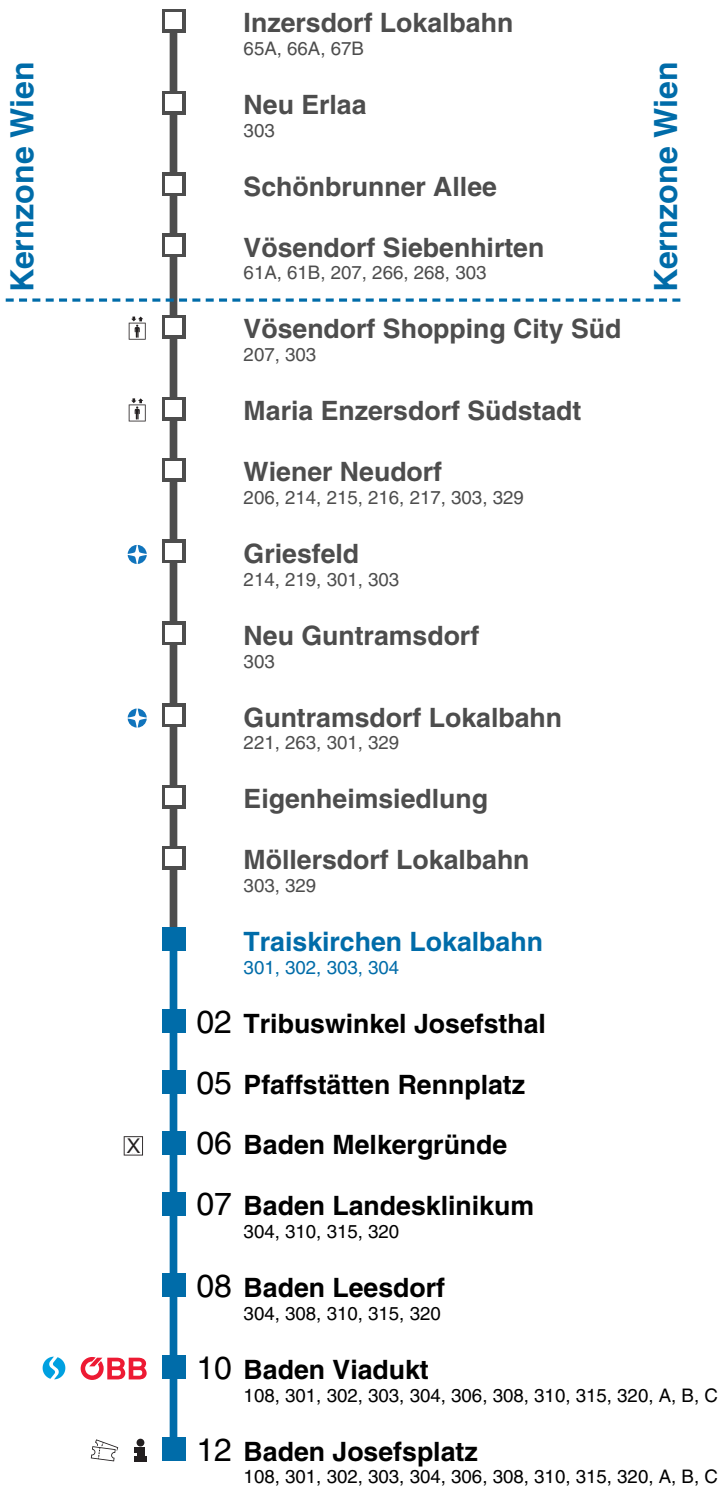 Kernzone Wien
Kernzone Wien
Inzersdorf Lokalbahn
65A, 66A, 67B
Neu Erlaa
303
Schönbrunner Allee
Vösendorf Siebenhirten
61A, 61B, 207, 266, 268, 303
Vösendorf Shopping City Süd
207, 303
Maria Enzersdorf Südstadt
Wiener Neudorf
206, 214, 215, 216, 217, 303, 329
Griesfeld
214, 219, 301, 303
Neu Guntramsdorf
303
Guntramsdorf Lokalbahn
221, 263, 301, 329
Eigenheimsiedlung
Möllersdorf Lokalbahn
303, 329
Traiskirchen Lokalbahn
301, 302, 303, 304
02 Tribuswinkel Josefsthal
05 Pfaffstätten Rennplatz
X 06 Baden Melkergründe
07 Baden Landesklinikum
304, 310, 315, 320
08 Baden Leesdorf
304, 308, 310, 315, 320
ÖBB 10 Baden Viadukt
108, 301, 302, 303, 304, 306, 308, 310, 315, 320, A, B, C
i 12 Baden Josefsplatz
108, 301, 302, 303, 304, 306, 308, 310, 315, 320, A, B, C